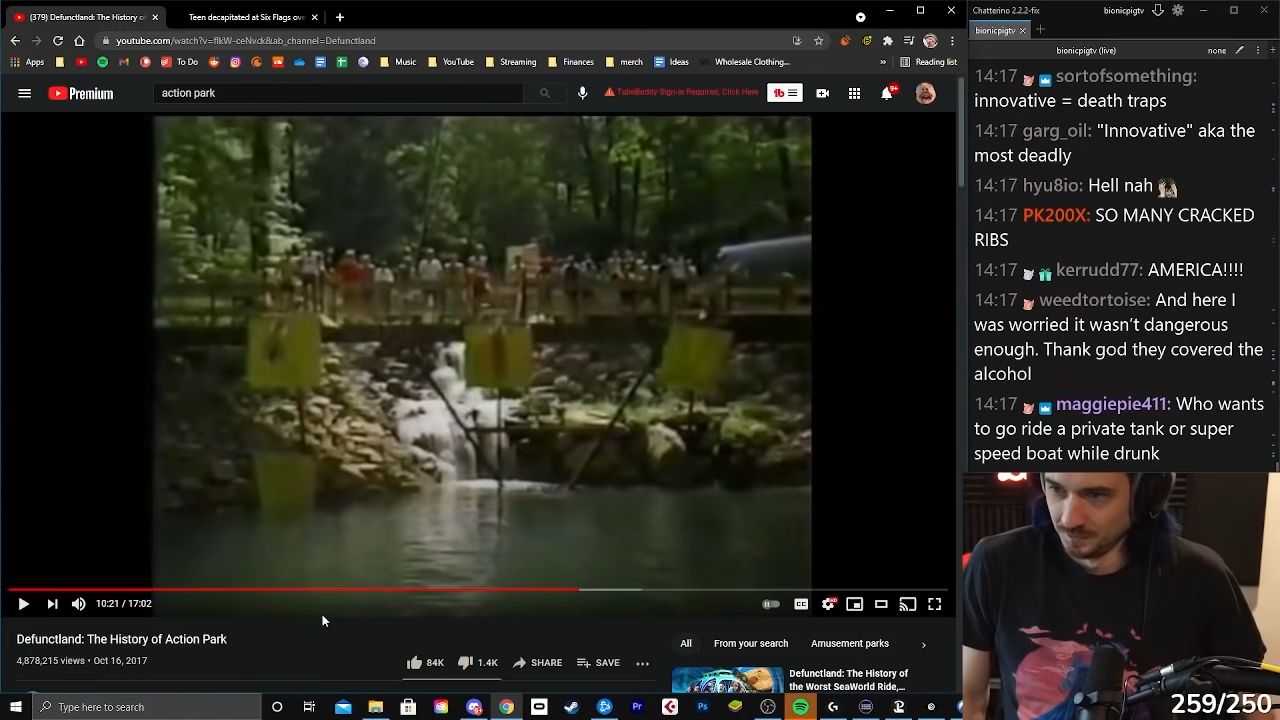 (379) Defunctland: The History of
Teen decapitated at Six Flags ove
youtube.com/watch?v=flkW-ceNvck&ab_channel=Defunctland
Apps
To Do
Music
YouTube
Streaming
Finances
merch
Ideas
Wholesale Clothing...
Reading list
Premium
action park
TubeBuddy Sign-in Required, Click Here
tb
9+
10:21 / 17:02
CC
HD
Defunctland: The History of Action Park
4,878,215 views • Oct 16, 2017
84K
1.4K
SHARE
SAVE
All
From your search
Amusement parks
Defunctland: The History of
the Worst SeaWorld Ride,...
Type here to search
Pr
Ps
Chatterino 2.2.2-fix
bionicpigtv
bionicpigtv
bionicpigtv (live)
none
14:17 sortofsomething:
innovative = death traps
14:17 garg_oil: "Innovative" aka the
most deadly
14:17 hyu8io: Hell nah
14:17 PK200X: SO MANY CRACKED
RIBS
14:17 kerrudd77: AMERICA!!!!
14:17 weedtortoise: And here I
was worried it wasn't dangerous
enough. Thank god they covered the
alcohol
14:17 maggiepie411: Who wants
to go ride a private tank or super
speed boat while drunk
259/250